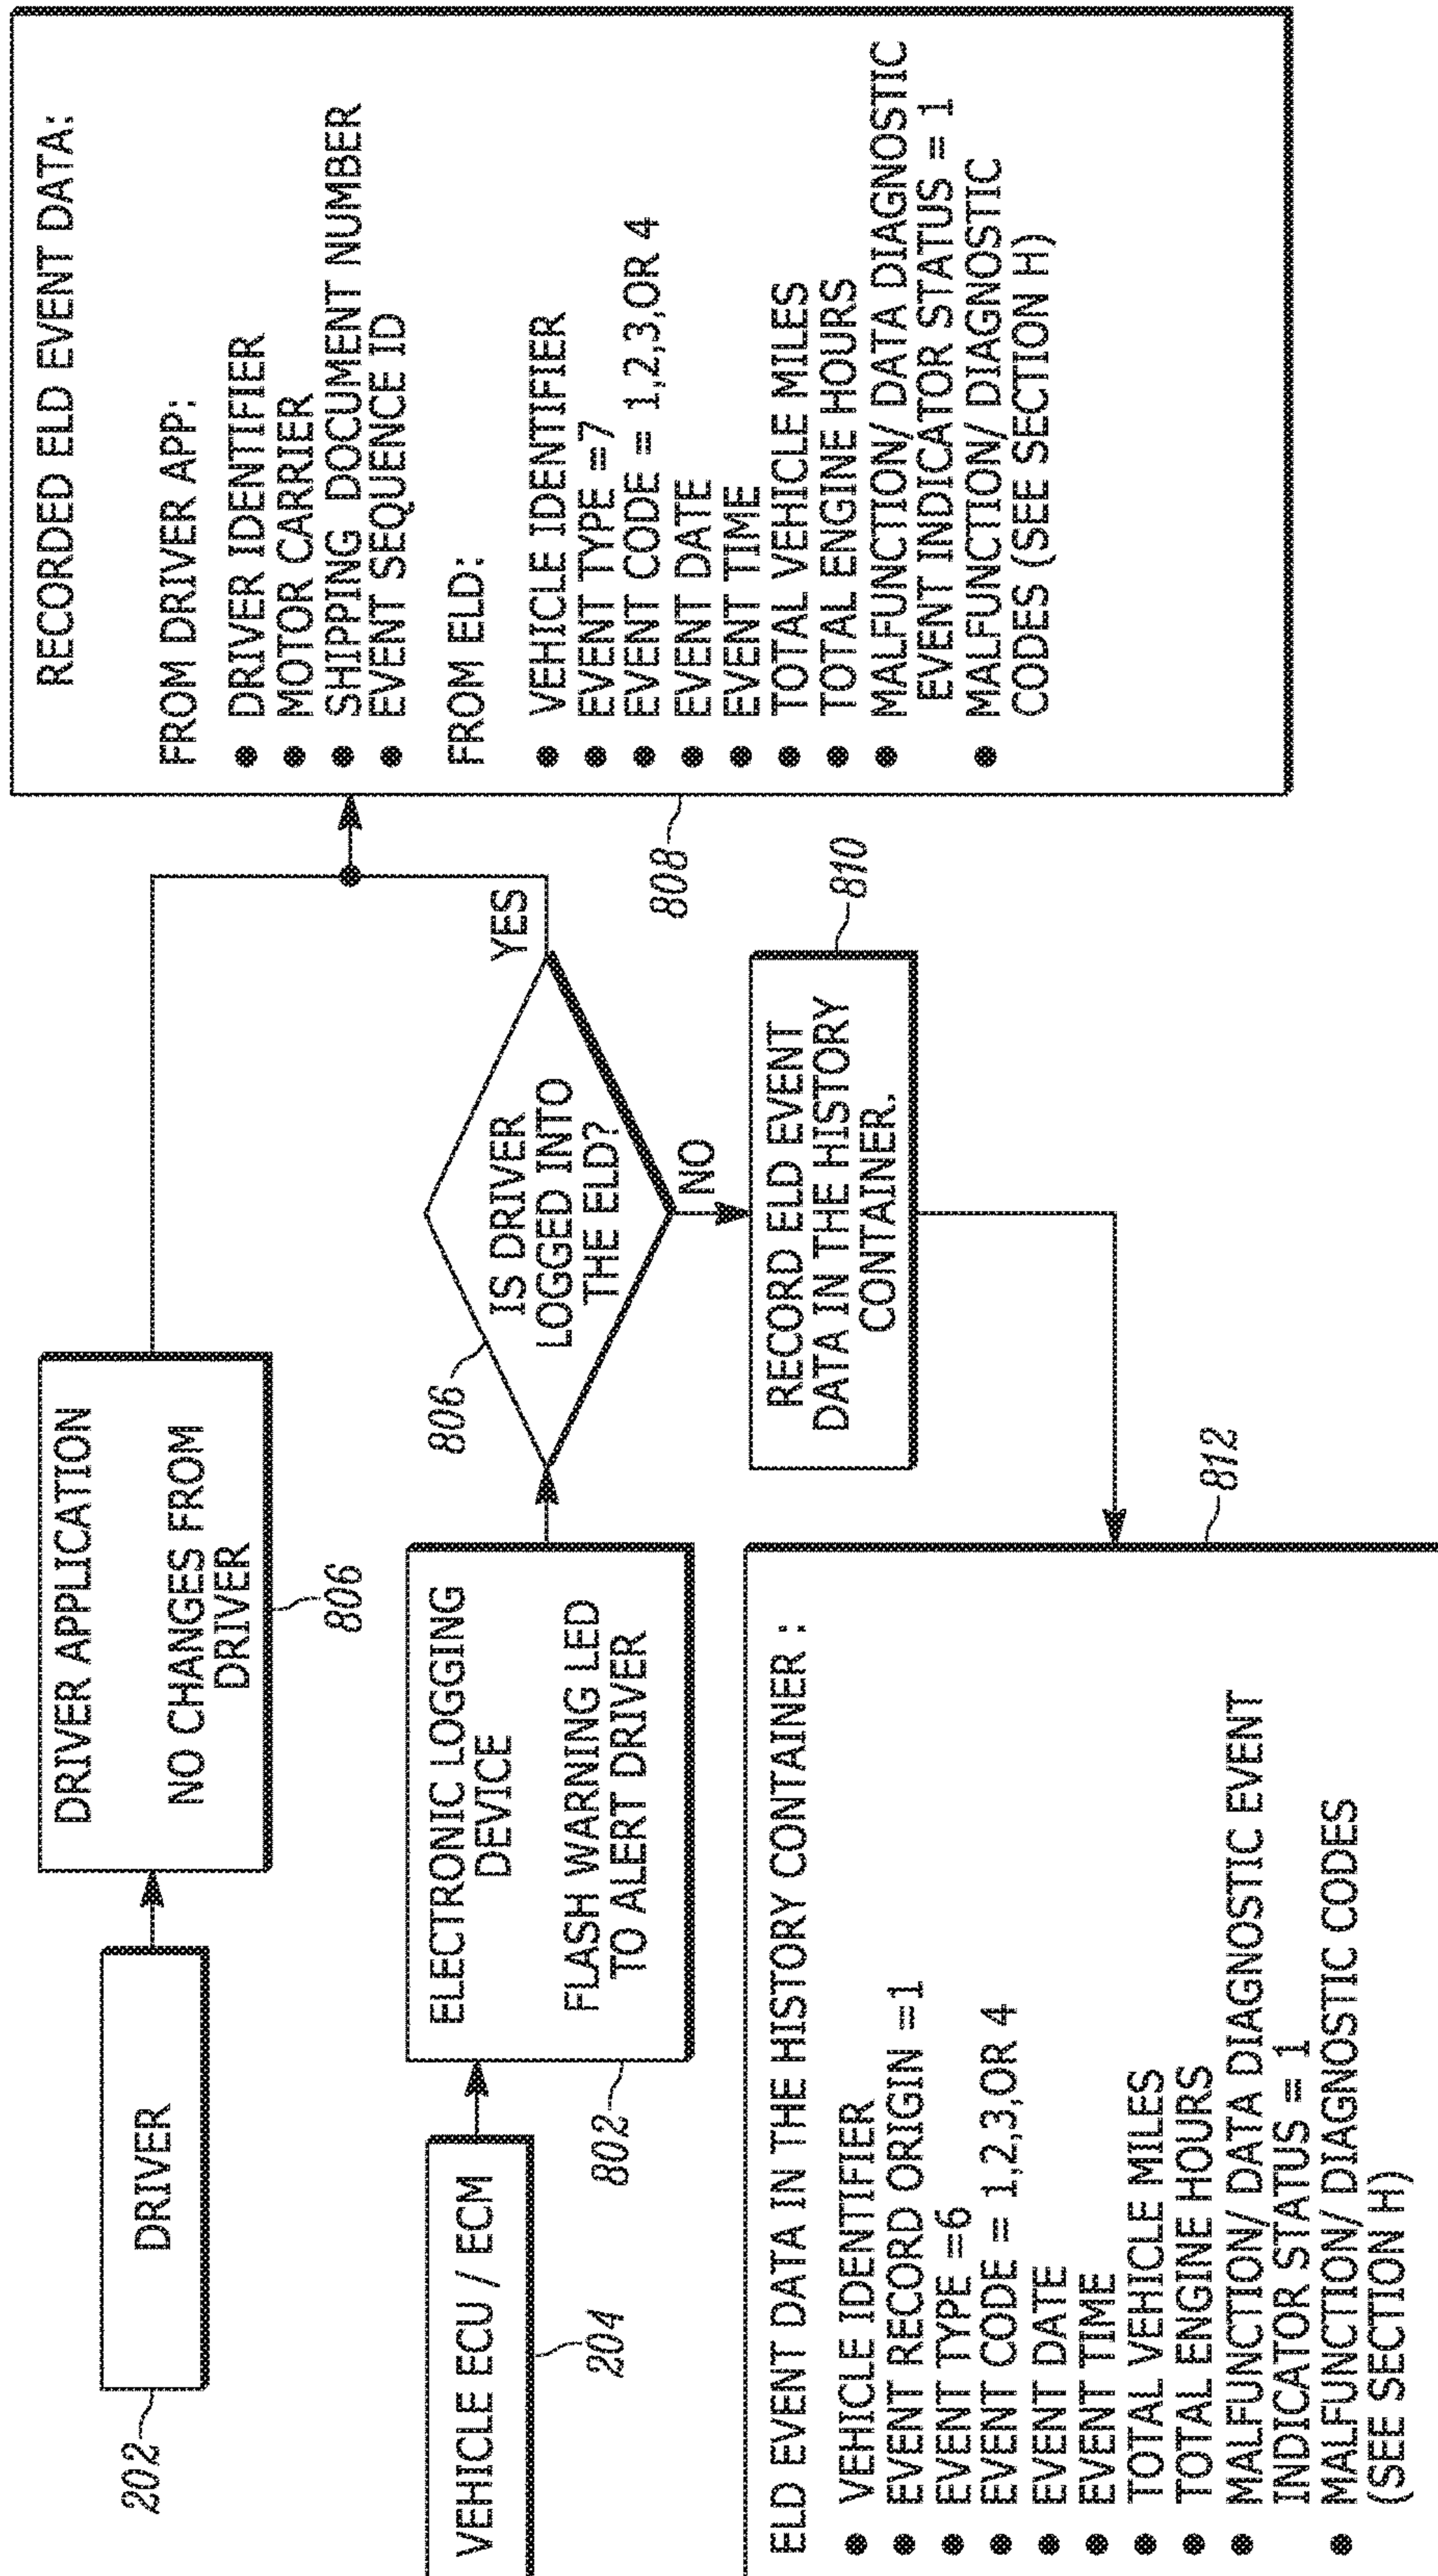 202
DRIVER
DRIVER APPLICATION
NO CHANGES FROM
DRIVER
806
VEHICLE ECU / ECM
204
ELECTRONIC LOGGING
DEVICE
FLASH WARNING LED
TO ALERT DRIVER
802
IS DRIVER
LOGGED INTO
THE ELD?
806
YES
NO
RECORD ELD EVENT
DATA IN THE HISTORY
CONTAINER.
810
RECORDED ELD EVENT DATA:
FROM DRIVER APP:
● DRIVER IDENTIFIER
● MOTOR CARRIER
● SHIPPING DOCUMENT NUMBER
● EVENT SEQUENCE ID
FROM ELD:
● VEHICLE IDENTIFIER
● EVENT TYPE =7
● EVENT CODE = 1,2,3,OR 4
● EVENT DATE
● EVENT TIME
● TOTAL VEHICLE MILES
● TOTAL ENGINE HOURS
● MALFUNCTION/ DATA DIAGNOSTIC
EVENT INDICATOR STATUS = 1
● MALFUNCTION/ DIAGNOSTIC
CODES (SEE SECTION H)
808
ELD EVENT DATA IN THE HISTORY CONTAINER :
● VEHICLE IDENTIFIER
● EVENT RECORD ORIGIN =1
● EVENT TYPE =6
● EVENT CODE = 1,2,3,OR 4
● EVENT DATE
● EVENT TIME
● TOTAL VEHICLE MILES
● TOTAL ENGINE HOURS
● MALFUNCTION/ DATA DIAGNOSTIC EVENT
INDICATOR STATUS = 1
● MALFUNCTION/ DIAGNOSTIC CODES
(SEE SECTION H)
812